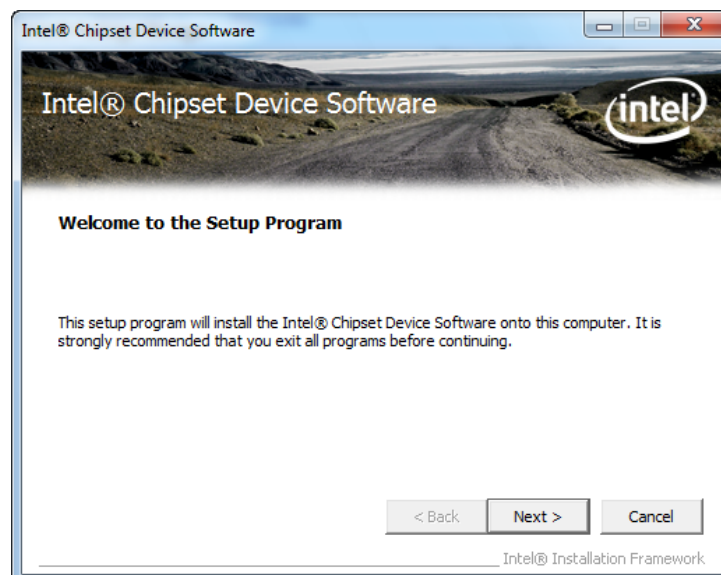 Intel® Chipset Device Software
Intel® Chipset Device Software
intel
Welcome to the Setup Program
This setup program will install the Intel® Chipset Device Software onto this computer. It is
strongly recommended that you exit all programs before continuing.
< Back Next > Cancel
Intel® Installation Framework